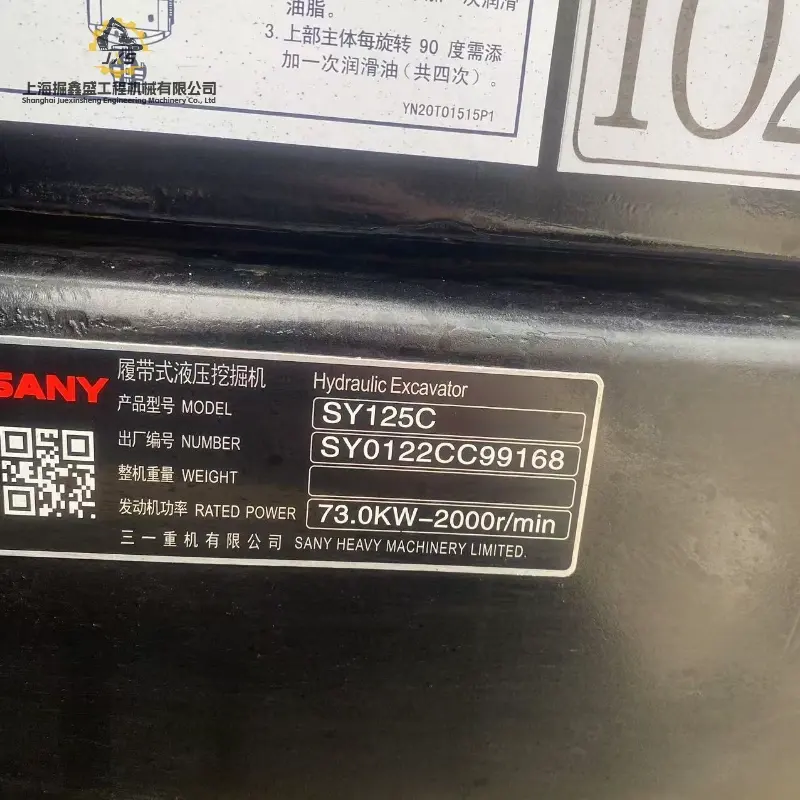 油脂。
3. 上部主体每旋转 90 度需添
加一次润滑油（共四次）。
YN20T01515P1
JXS
上海掘鑫盛工程机械有限公司
Shanghai juexinsheng Engineering Machinery Co., Ltd
102
SANY
履带式液压挖掘机 Hydraulic Excavator
产品型号 MODEL SY125C
出厂编号 NUMBER SY0122CC99168
整机重量 WEIGHT
发动机功率 RATED POWER 73.0KW-2000r/min
三一重机有限公司 SANY HEAVY MACHINERY LIMITED.